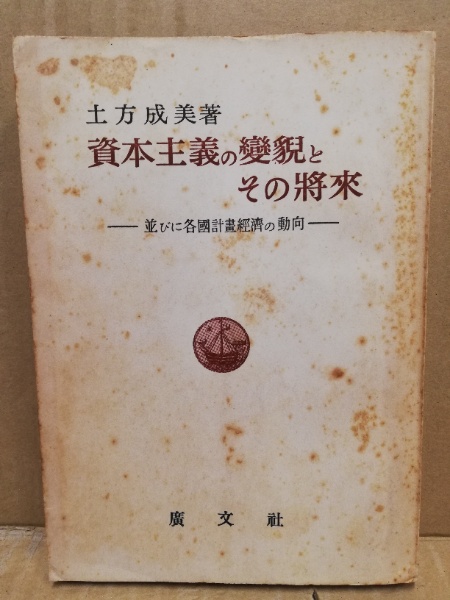 土方成美著
資本主義の變貌と
その將來
── 並びに各國計畫經濟の動向 ──
廣文社